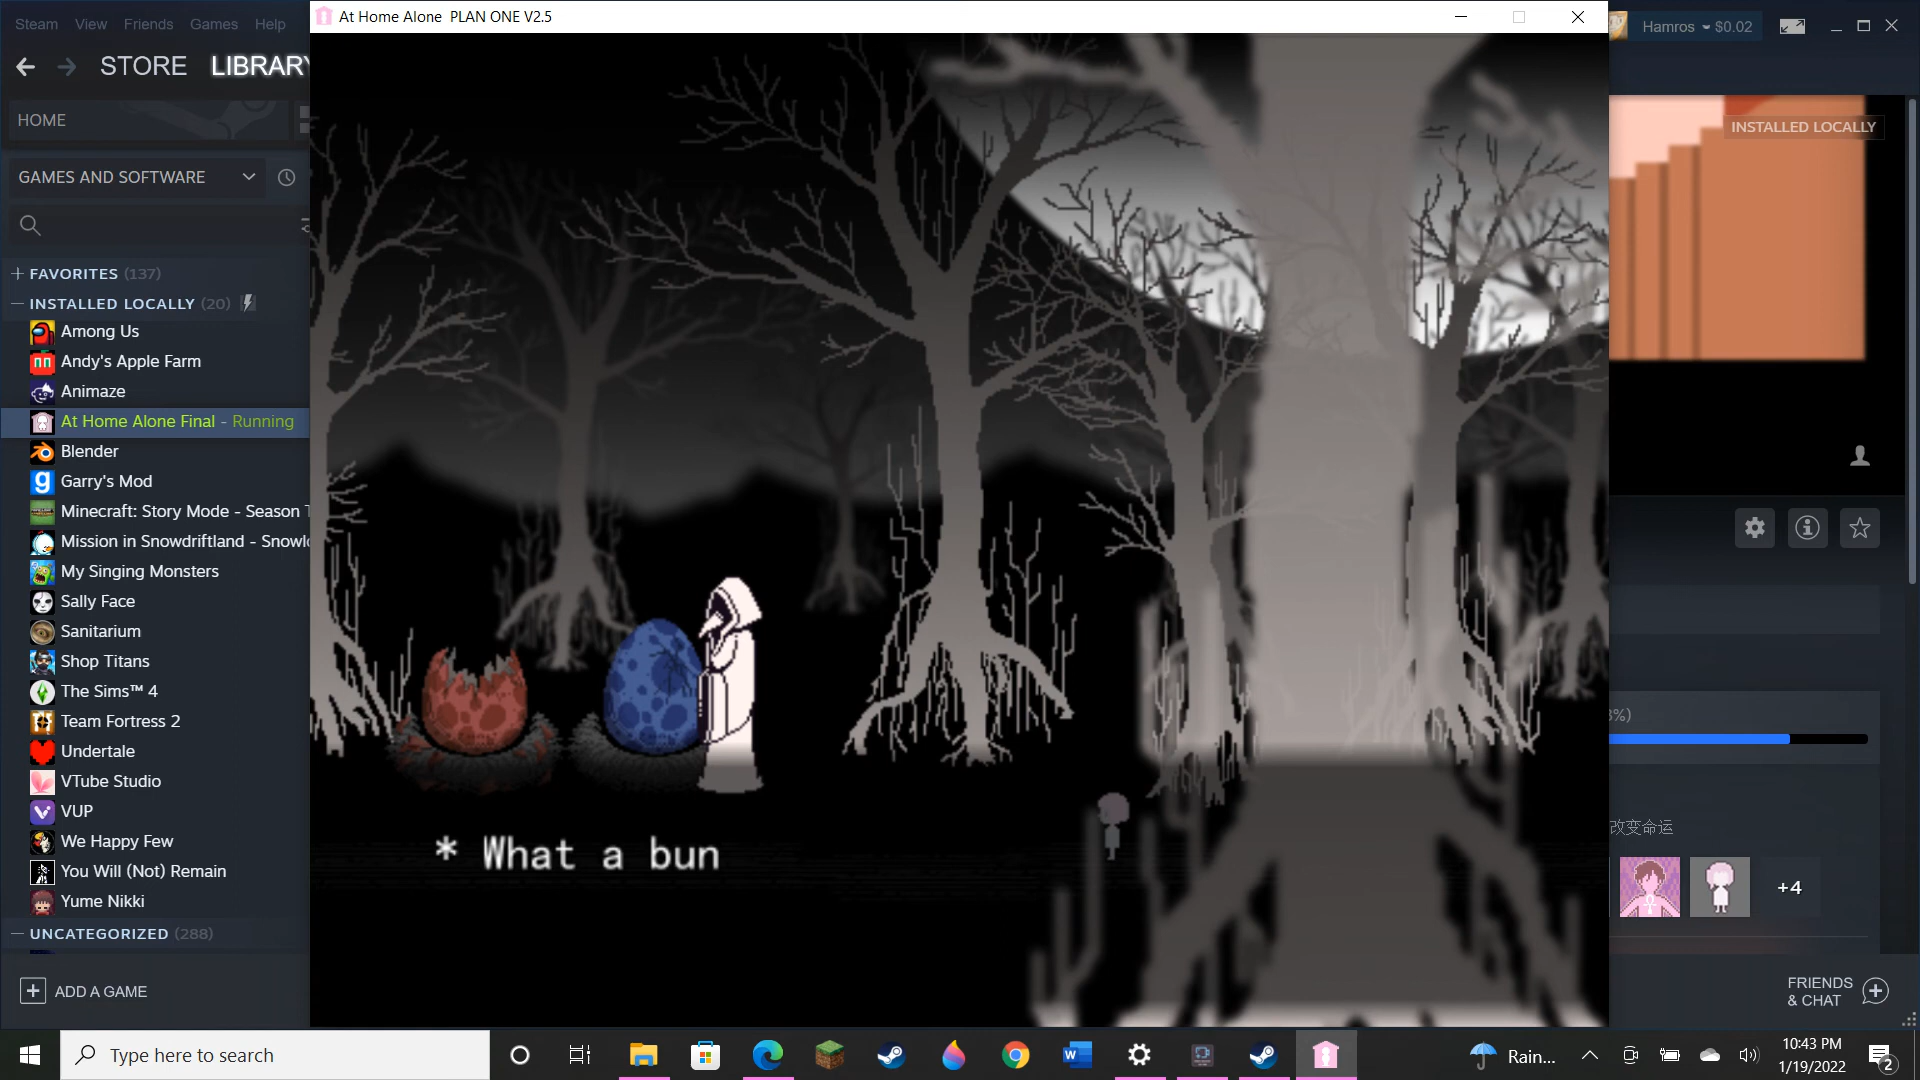 At Home Alone  PLAN ONE V2.5
Steam View Friends Games Help
Hamros $0.02
STORE LIBRARY
HOME
INSTALLED LOCALLY
GAMES AND SOFTWARE
FAVORITES (137)
INSTALLED LOCALLY (20)
Among Us
Andy's Apple Farm
Animaze
At Home Alone Final - Running
Blender
Garry's Mod
Minecraft: Story Mode - Season
Mission in Snowdriftland -
My Singing Monsters
Sally Face
Sanitarium
Shop Titans
The Sims™ 4
Team Fortress 2
Undertale
VTube Studio
VUP
We Happy Few
You Will (Not) Remain
Yume Nikki
UNCATEGORIZED (288)
ADD A GAME
* What a bun
%)
改变命运
+4
FRIENDS
& CHAT
Type here to search
Rain...
10:43 PM
1/19/2022
2